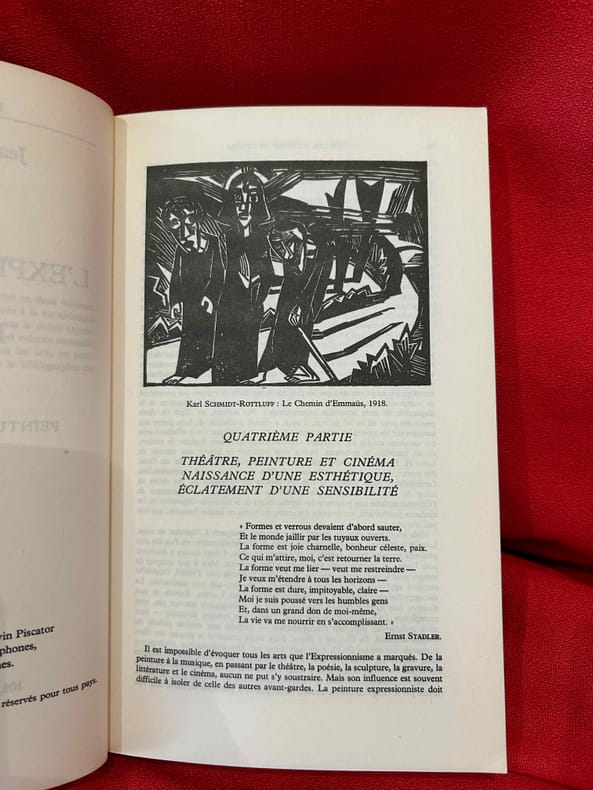 vin Piscator
phones,
nes.
réservés pour tous pays.
Karl SCHMIDT-ROTTLUFF : Le Chemin d'Emmaüs, 1918.
QUATRIÈME PARTIE
THÉÂTRE, PEINTURE ET CINÉMA
NAISSANCE D'UNE ESTHÉTIQUE,
ÉCLATEMENT D'UNE SENSIBILITÉ
« Formes et verrous devaient d'abord sauter,
Et le monde jaillir par les tuyaux ouverts.
La forme est joie charnelle, bonheur céleste, paix.
Ce qui m'attire, moi, c'est retourner la terre.
La forme veut me lier — veut me restreindre —
Je veux m'étendre à tous les horizons —
La forme est dure, impitoyable, claire —
Moi je suis poussé vers les humbles gens
Et, dans un grand don de moi-même,
La vie va me nourrir en s'accomplissant. »
Ernst STADLER.
Il est impossible d'évoquer tous les arts que l'Expressionnisme a marqués. De la
peinture à la musique, en passant par le théâtre, la poésie, la sculpture, la gravure, la
littérature et le cinéma, aucun ne put s'y soustraire. Mais son influence est souvent
difficile à isoler de celle des autres avant-gardes. La peinture expressionniste doit